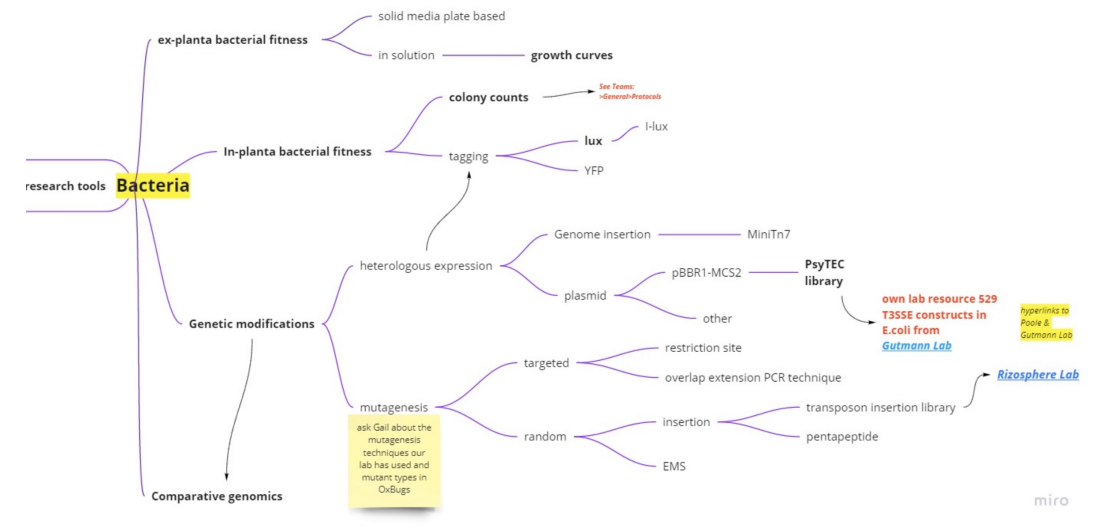 solid media plate based
ex-planta bacterial fitness
in solution
growth curves
See Teams:
>General>Protocols
colony counts
I-lux
lux
In-planta bacterial fitness
tagging
YFP
research tools
Bacteria
Genome insertion
MiniTn7
heterologous expression
pBBR1-MCS2
PsyTEC
library
plasmid
other
own lab resource 529
T3SSE constructs in
E.coli from
Gutmann Lab
hyperlinks to
Poole &
Gutmann Lab
Genetic modifications
restriction site
targeted
overlap extension PCR technique
Rizosphere Lab
mutagenesis
transposon insertion library
insertion
random
pentapeptide
EMS
ask Gail about the
mutagenesis
techniques our
lab has used and
mutant types in
OxBugs
Comparative genomics
miro